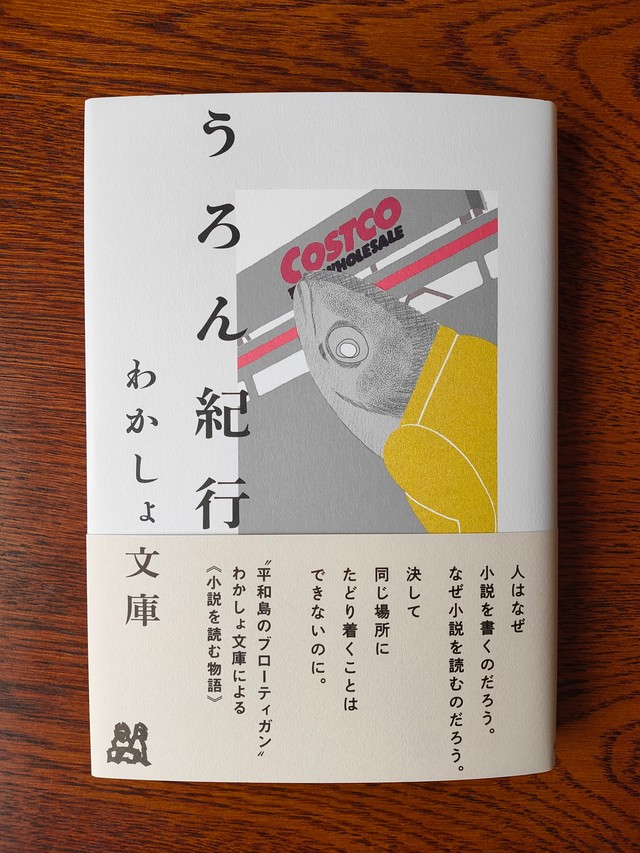 うろん紀行
わかしょ文庫
COSTCO
WHOLESALE
人はなぜ
小説を書くのだろう。
なぜ小説を読むのだろう。
決して
同じ場所に
たどり着くことは
できないのに。
〝平和島のブローティガン〟
わかしょ文庫による
《小説を読む物語》